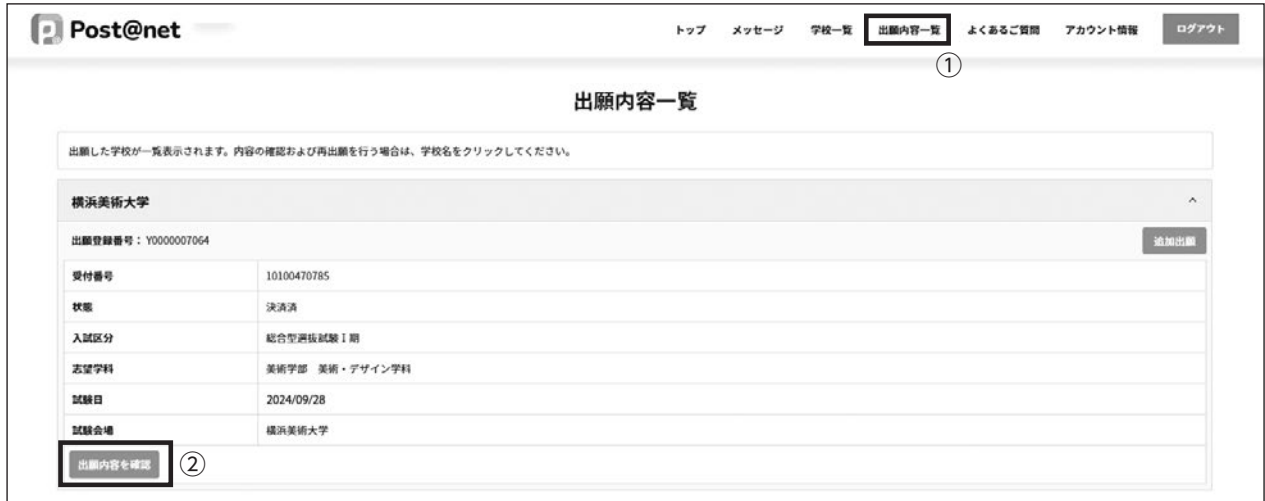 Post@net
トップ メッセージ 学校一覧 出願内容一覧 よくあるご質問 アカウント情報 ログアウト
①
出願内容一覧
出願した学校が一覧表示されます。内容の確認および再出願を行う場合は、学校名をクリックしてください。
横浜美術大学
出願登録番号： Y0000007064 追加出願
受付番号 10100470785
状態 決済済
入試区分 総合型選抜試験Ⅰ期
志望学科 美術学部 美術・デザイン学科
試験日 2024/09/28
試験会場 横浜美術大学
出願内容を確認 ②